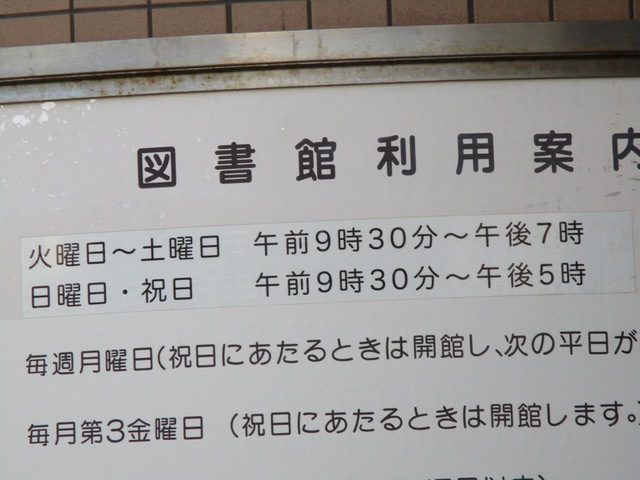 図書館利用案内
火曜日～土曜日　午前9時30分～午後7時
日曜日・祝日　午前9時30分～午後5時
毎週月曜日(祝日にあたるときは開館し、次の平日が
毎月第3金曜日　(祝日にあたるときは開館します。)